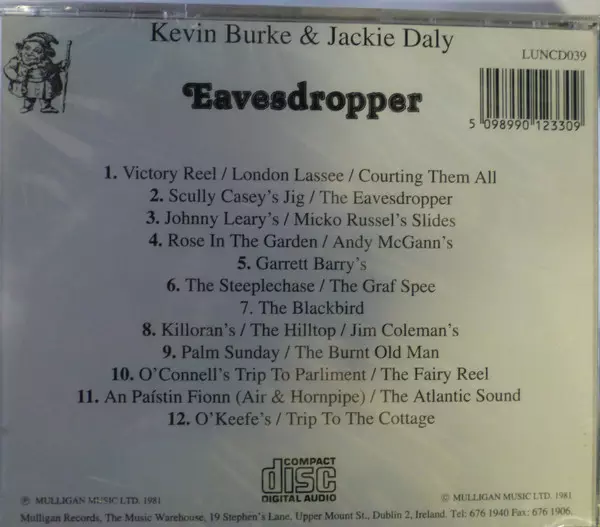 Kevin Burke & Jackie Daly
LUNCD039
Eavesdropper
5 098990 123309
1. Victory Reel / London Lassee / Courting Them All
2. Scully Casey's Jig / The Eavesdropper
3. Johnny Leary's / Micko Russel's Slides
4. Rose In The Garden / Andy McGann's
5. Garrett Barry's
6. The Steeplechase / The Graf Spee
7. The Blackbird
8. Killoran's / The Hilltop / Jim Coleman's
9. Palm Sunday / The Burnt Old Man
10. O'Connell's Trip To Parliment / The Fairy Reel
11. An Paístin Fionn (Air & Hornpipe) / The Atlantic Sound
12. O'Keefe's / Trip To The Cottage
COMPACT
disc
DIGITAL AUDIO
℗ MULLIGAN MUSIC LTD. 1981
© MULLIGAN MUSIC LTD. 1981
Mulligan Records, The Music Warehouse, 19 Stephen's Lane, Upper Mount St., Dublin 2, Ireland. Tel: 676 1940 Fax: 676 1906.